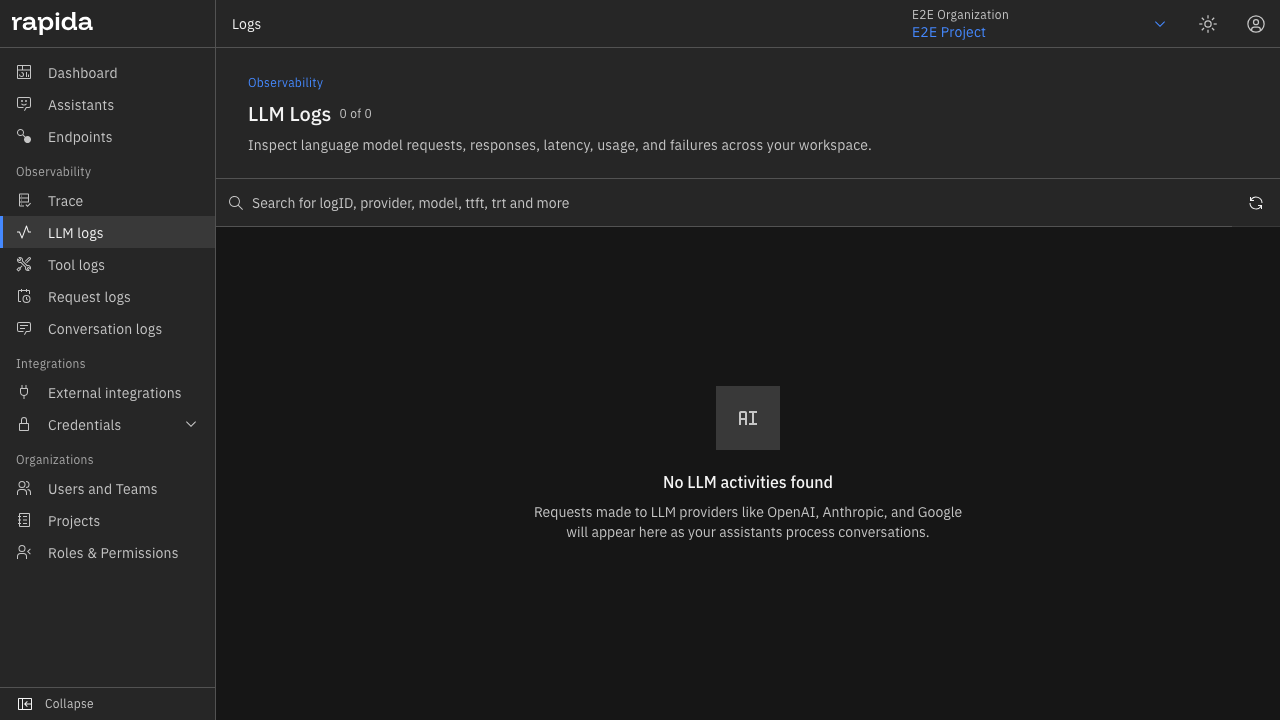 rapida
Logs
E2E Organization
E2E Project
Dashboard
Assistants
Endpoints
Observability
Trace
LLM logs
Tool logs
Request logs
Conversation logs
Integrations
External integrations
Credentials
Organizations
Users and Teams
Projects
Roles & Permissions
Collapse
Observability
LLM Logs 0 of 0
Inspect language model requests, responses, latency, usage, and failures across your workspace.
Search for logID, provider, model, ttft, trt and more
AI
No LLM activities found
Requests made to LLM providers like OpenAI, Anthropic, and Google
will appear here as your assistants process conversations.